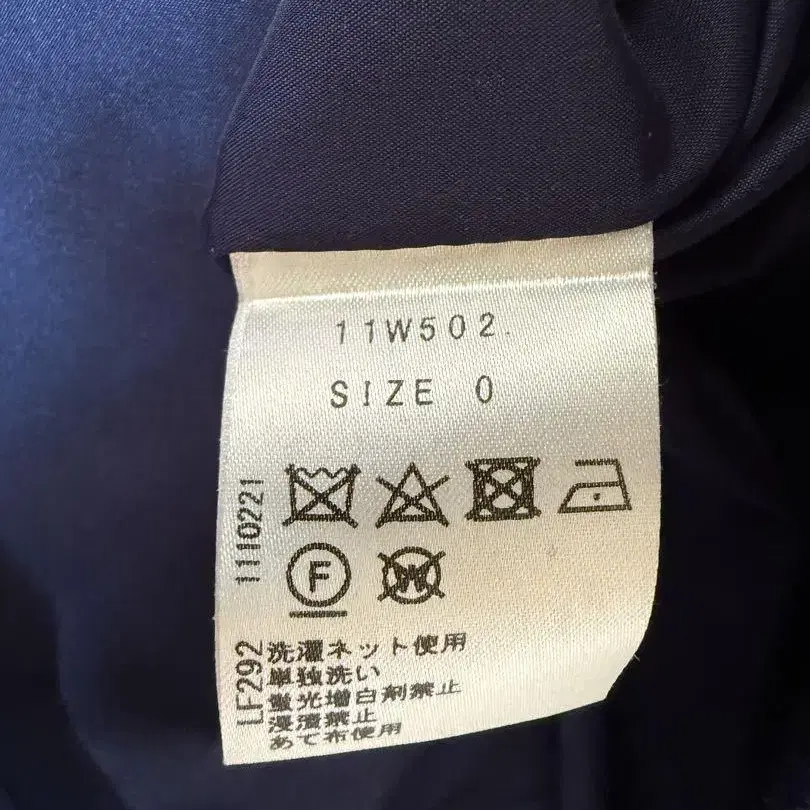 11W502.
SIZE 0
1110221
F
W
LF292
洗濯ネット使用
単独洗い
蛍光増白剤禁止
浸漬禁止
あて布使用